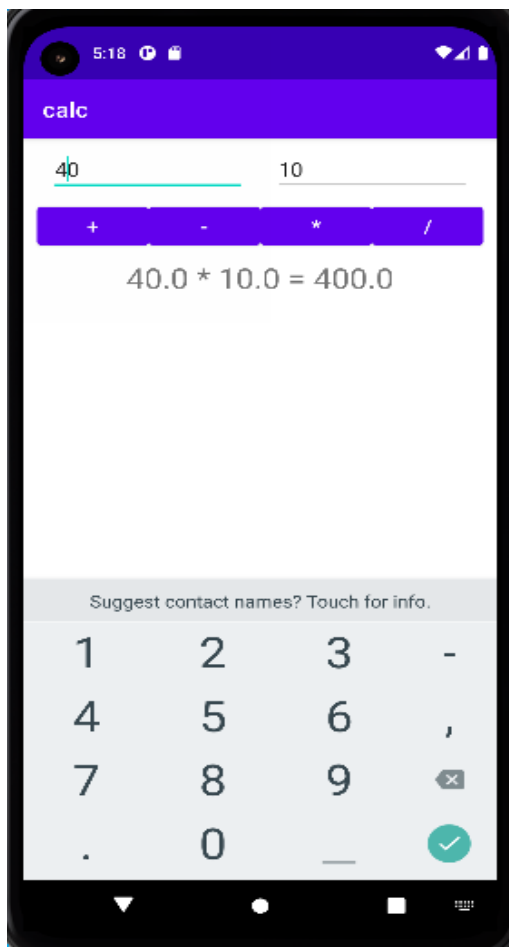 5:18
calc
40 10
+ - * /
40.0 * 10.0 = 400.0
Suggest contact names? Touch for info.
1 2 3 -
4 5 6 ,
7 8 9
. 0 _